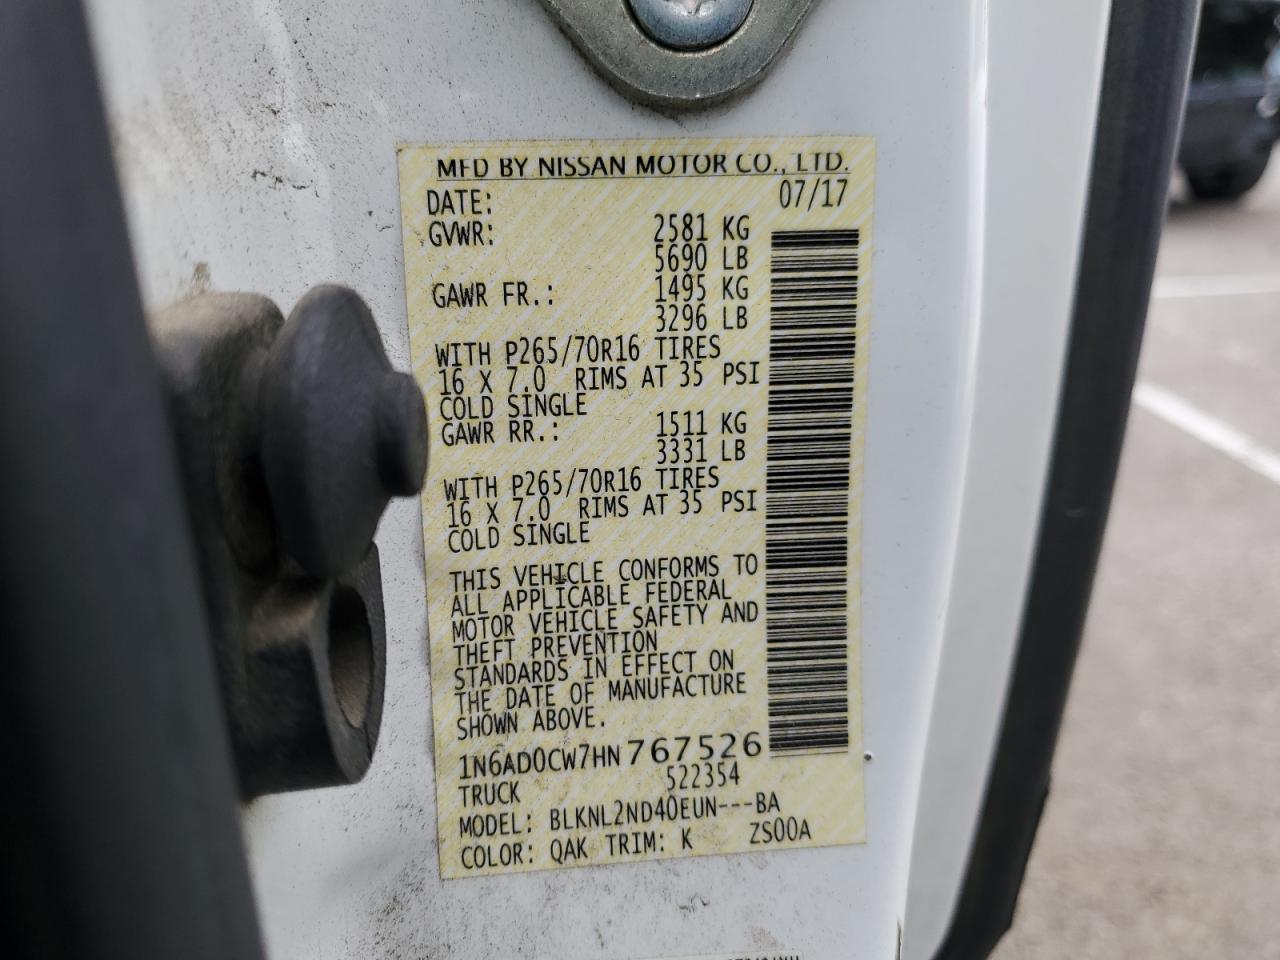 MFD BY NISSAN MOTOR CO., LTD.
DATE: 07/17
GVWR: 2581 KG
5690 LB
GAWR FR.: 1495 KG
3296 LB
WITH P265/70R16 TIRES
16 X 7.0 RIMS AT 35 PSI
COLD SINGLE
GAWR RR.: 1511 KG
3331 LB
WITH P265/70R16 TIRES
16 X 7.0 RIMS AT 35 PSI
COLD SINGLE
THIS VEHICLE CONFORMS TO
ALL APPLICABLE FEDERAL
MOTOR VEHICLE SAFETY AND
THEFT PREVENTION
STANDARDS IN EFFECT ON
THE DATE OF MANUFACTURE
SHOWN ABOVE.
1N6AD0CW7HN 767526
TRUCK 522354
MODEL: BLKNL2ND40EUN---BA
COLOR: QAK TRIM: K ZS00A